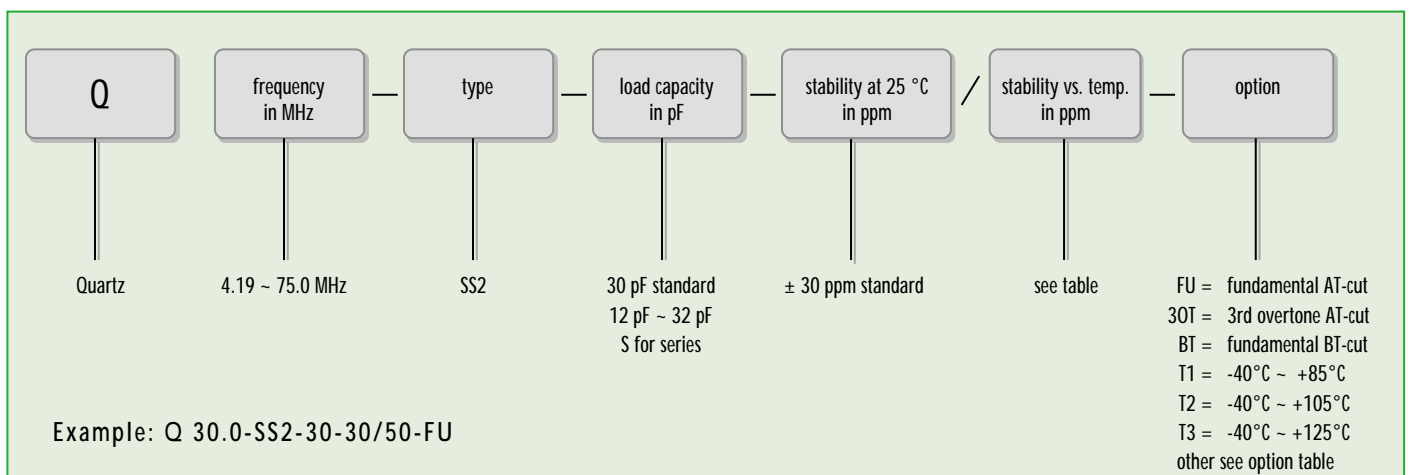 Q
frequency
in MHz
—
type
—
load capacity
in pF
—
stability at 25 °C
in ppm
/
stability vs. temp.
in ppm
—
option
Quartz
4.19 ~ 75.0 MHz
SS2
30 pF standard
12 pF ~ 32 pF
S for series
± 30 ppm standard
see table
FU = fundamental AT-cut
3OT = 3rd overtone AT-cut
BT = fundamental BT-cut
T1 = -40°C ~ +85°C
T2 = -40°C ~ +105°C
T3 = -40°C ~ +125°C
other see option table
Example: Q 30.0-SS2-30-30/50-FU